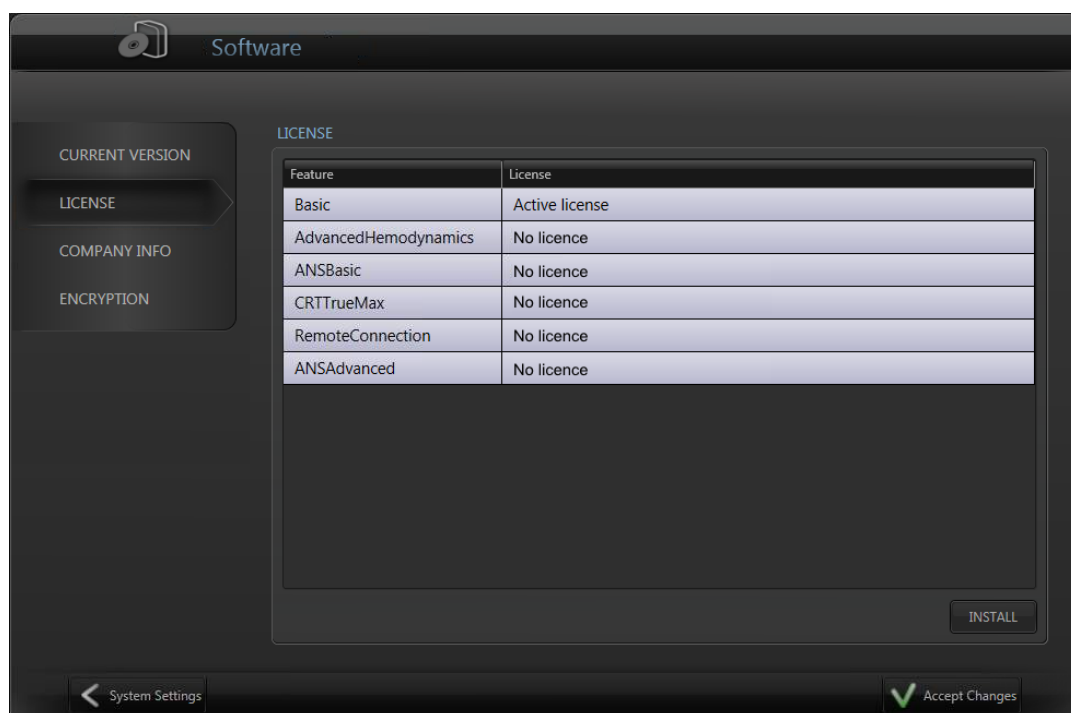 Software
CURRENT VERSION
LICENSE
COMPANY INFO
ENCRYPTION
LICENSE
Feature License
Basic Active license
AdvancedHemodynamics No licence
ANSBasic No licence
CRTTrueMax No licence
RemoteConnection No licence
ANSAdvanced No licence
INSTALL
System Settings
Accept Changes